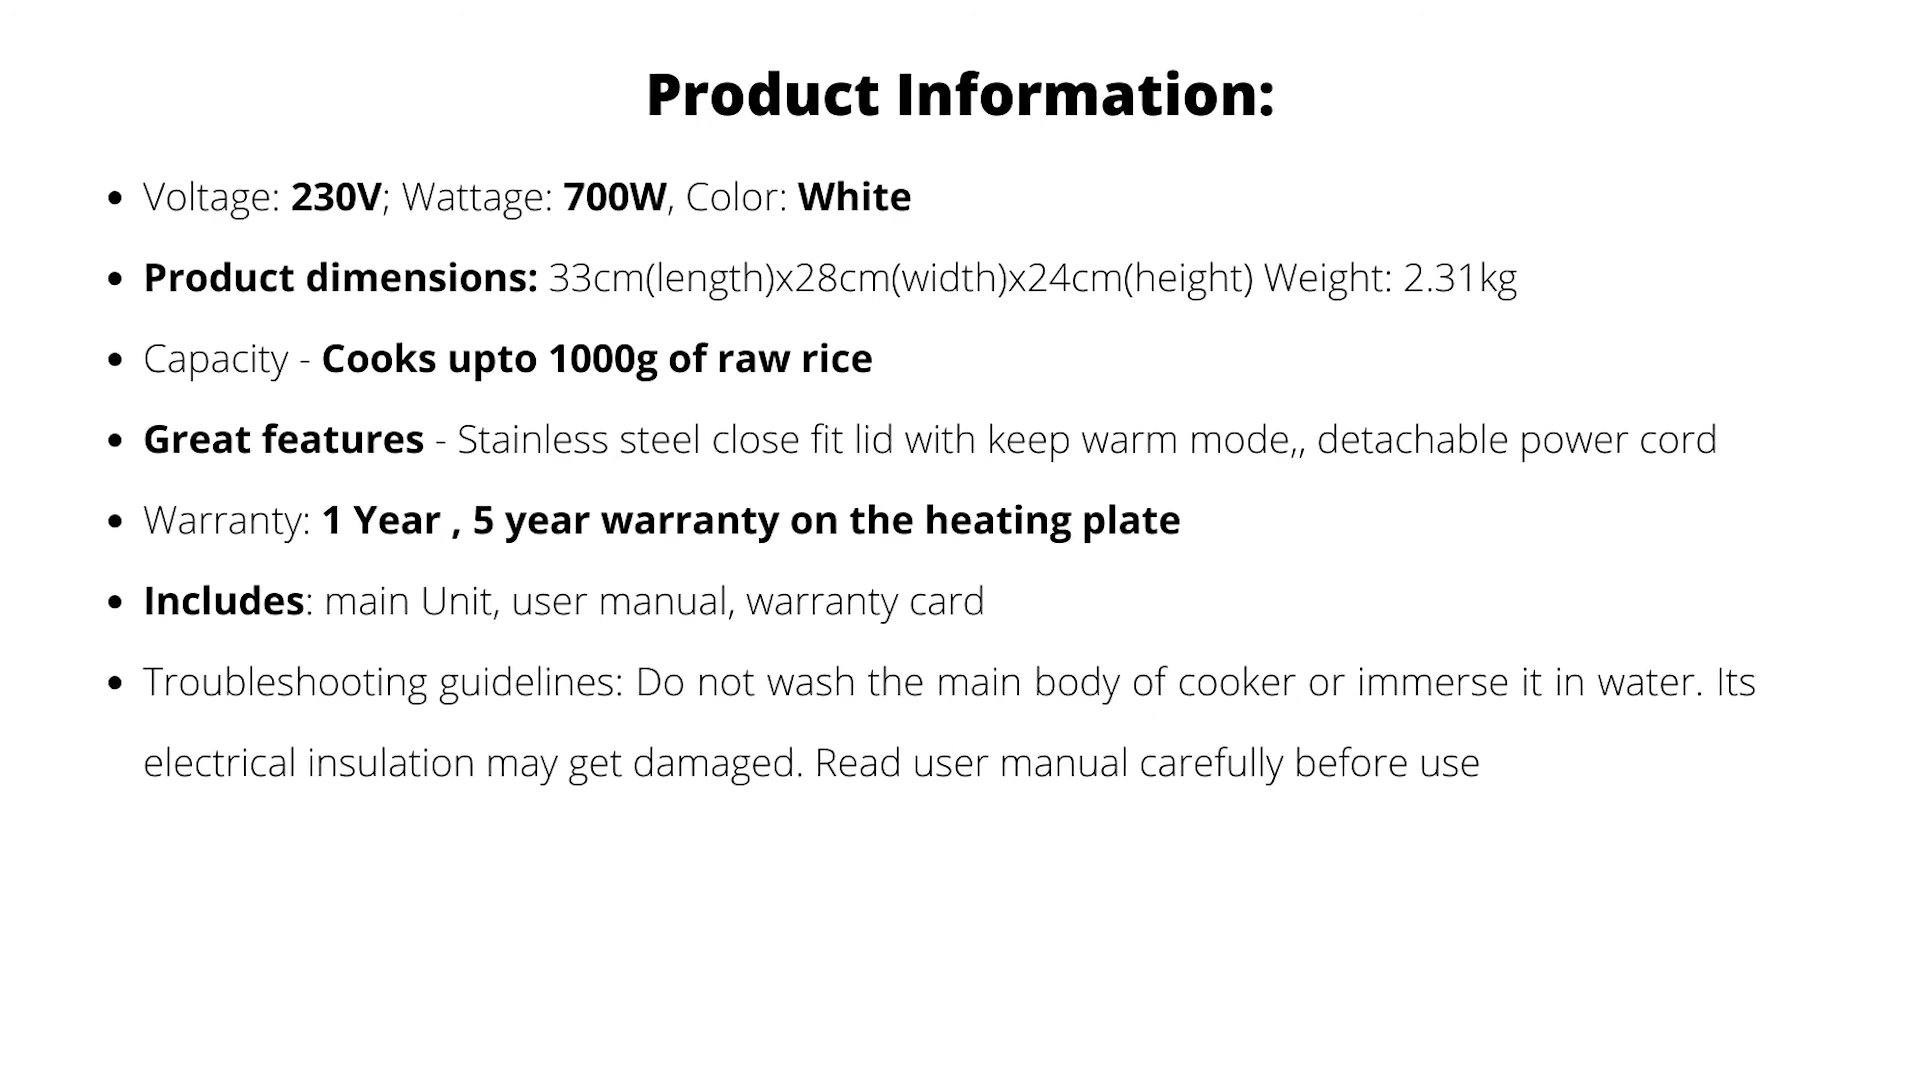 Product Information:
• Voltage: 230V; Wattage: 700W, Color: White
• Product dimensions: 33cm(length)x28cm(width)x24cm(height) Weight: 2.31kg
• Capacity - Cooks upto 1000g of raw rice
• Great features - Stainless steel close fit lid with keep warm mode,, detachable power cord
• Warranty: 1 Year , 5 year warranty on the heating plate
• Includes: main Unit, user manual, warranty card
• Troubleshooting guidelines: Do not wash the main body of cooker or immerse it in water. Its
electrical insulation may get damaged. Read user manual carefully before use